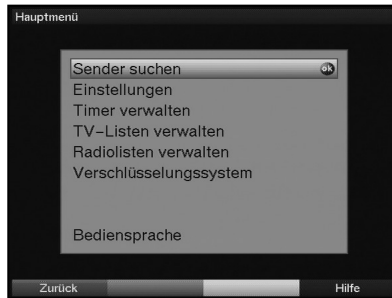 Hauptmenü
Sender suchen ok
Einstellungen
Timer verwalten
TV-Listen verwalten
Radiolisten verwalten
Verschlüsselungssystem
Bediensprache
Zurück Hilfe